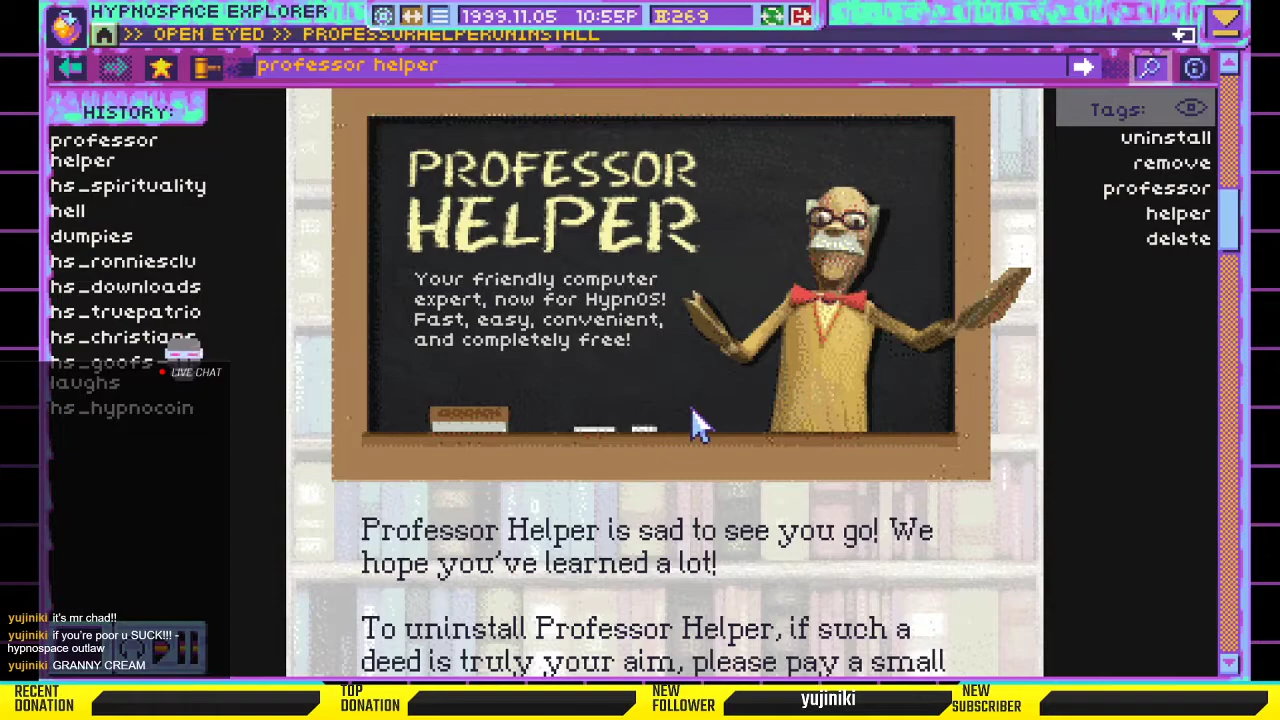 HYPNOSPACE EXPLORER
1999.11.05 10:55P
269
>> OPEN EYED >> PROFESSORHELPERUNINSTALL
professor helper
HISTORY:
professor
helper
hs_spirituality
hell
dumpies
hs_ronniesclu
hs_downloads
hs_truepatrio
hs_christians
hs_goofs
laughs
hs_hypnocoin
LIVE CHAT
Tags:
uninstall
remove
professor
helper
delete
PROFESSOR
HELPER
Your friendly computer
expert, now for HypnOS!
Fast, easy, convenient,
and completely free!
Professor Helper is sad to see you go! We
hope you've learned a lot!
To uninstall Professor Helper, if such a
deed is truly your aim, please pay a small
yujiniki it's mr chad!!
yujiniki if you're poor u SUCK!!! -
hypnospace outlaw
yujiniki GRANNY CREAM
RECENT
DONATION
TOP
DONATION
NEW
FOLLOWER
yujiniki
NEW
SUBSCRIBER